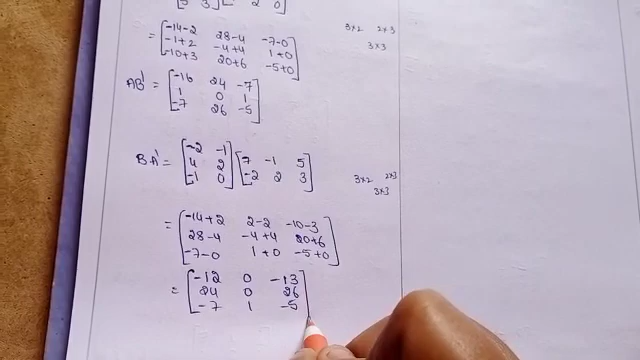 5 3 2 0
= [-14-2 28-4 -7-0
-1+2 -4+4 1+0
-10+3 20+6 -5+0]
3×2 2×3
3×3
AB' = [-16 24 -7
1 0 1
-7 26 -5]
BA' = [-2 -1
4 2
-1 0] [7 -1 5
-2 2 3]
3×2 2×3
3×3
= [-14+2 2-2 -10-3
28-4 -4+4 20+6
-7-0 1+0 -5+0]
= [-12 0 -13
24 0 26
-7 1 -5]